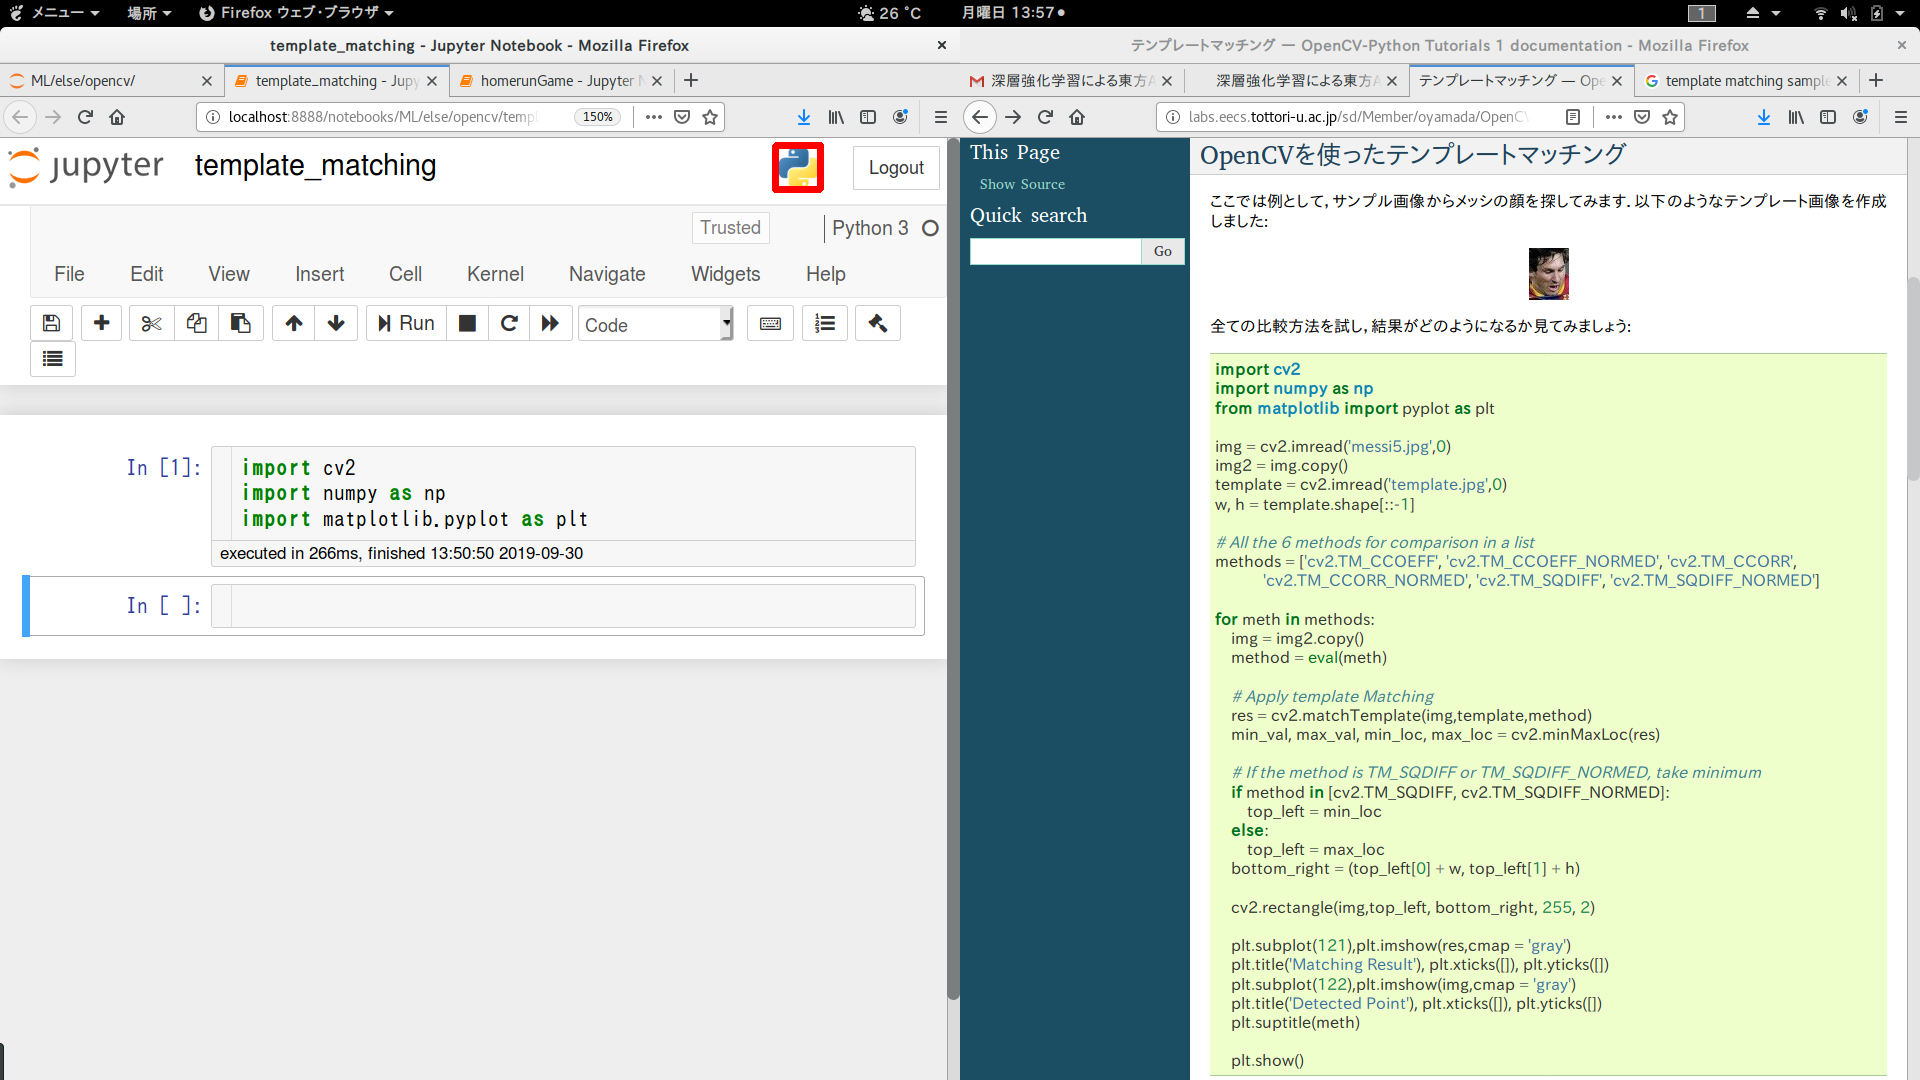 メニュー 場所 Firefox ウェブ・ブラウザ 26 °C 月曜日 13:57 1
template_matching - Jupyter Notebook - Mozilla Firefox
ML/else/opencv/ template_matching - Jupy homerunGame - Jupyter N
localhost:8888/notebooks/ML/else/opencv/temp 150%
jupyter template_matching Logout
Trusted Python 3
File Edit View Insert Cell Kernel Navigate Widgets Help
Run Code
In [1]:
import cv2
import numpy as np
import matplotlib.pyplot as plt
executed in 266ms, finished 13:50:50 2019-09-30
In [ ]:
テンプレートマッチング — OpenCV-Python Tutorials 1 documentation - Mozilla Firefox
深層強化学習による東方A 深層強化学習による東方A テンプレートマッチング — Ope template matching sample
labs.eecs.tottori-u.ac.jp/sd/Member/oyamada/OpenCV
This Page
Show Source
Quick search
Go
OpenCVを使ったテンプレートマッチング
ここでは例として,サンプル画像からメッシの顔を探してみます.以下のようなテンプレート画像を作成
しました:
全ての比較方法を試し,結果がどのようになるか見てみましょう:
import cv2
import numpy as np
from matplotlib import pyplot as plt
img = cv2.imread('messi5.jpg',0)
img2 = img.copy()
template = cv2.imread('template.jpg',0)
w, h = template.shape[::-1]
# All the 6 methods for comparison in a list
methods = ['cv2.TM_CCOEFF', 'cv2.TM_CCOEFF_NORMED', 'cv2.TM_CCORR',
'cv2.TM_CCORR_NORMED', 'cv2.TM_SQDIFF', 'cv2.TM_SQDIFF_NORMED']
for meth in methods:
img = img2.copy()
method = eval(meth)
# Apply template Matching
res = cv2.matchTemplate(img,template,method)
min_val, max_val, min_loc, max_loc = cv2.minMaxLoc(res)
# If the method is TM_SQDIFF or TM_SQDIFF_NORMED, take minimum
if method in [cv2.TM_SQDIFF, cv2.TM_SQDIFF_NORMED]:
top_left = min_loc
else:
top_left = max_loc
bottom_right = (top_left[0] + w, top_left[1] + h)
cv2.rectangle(img,top_left, bottom_right, 255, 2)
plt.subplot(121),plt.imshow(res,cmap = 'gray')
plt.title('Matching Result'), plt.xticks([]), plt.yticks([])
plt.subplot(122),plt.imshow(img,cmap = 'gray')
plt.title('Detected Point'), plt.xticks([]), plt.yticks([])
plt.suptitle(meth)
plt.show()